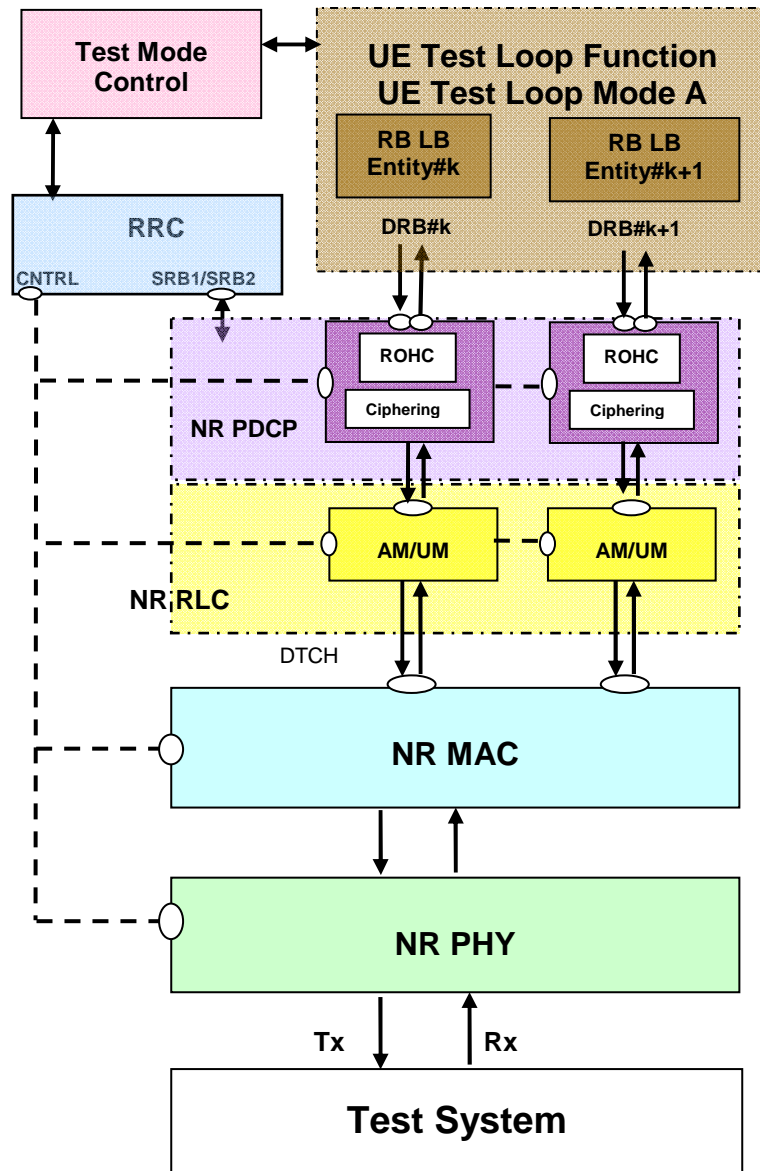 Test Mode
Control
UE Test Loop Function
UE Test Loop Mode A
RB LB
Entity#k
RB LB
Entity#k+1
DRB#k
DRB#k+1
RRC
CNTRL
SRB1/SRB2
ROHC
Ciphering
ROHC
Ciphering
NR PDCP
AM/UM
AM/UM
NR RLC
DTCH
NR MAC
NR PHY
Tx
Rx
Test System